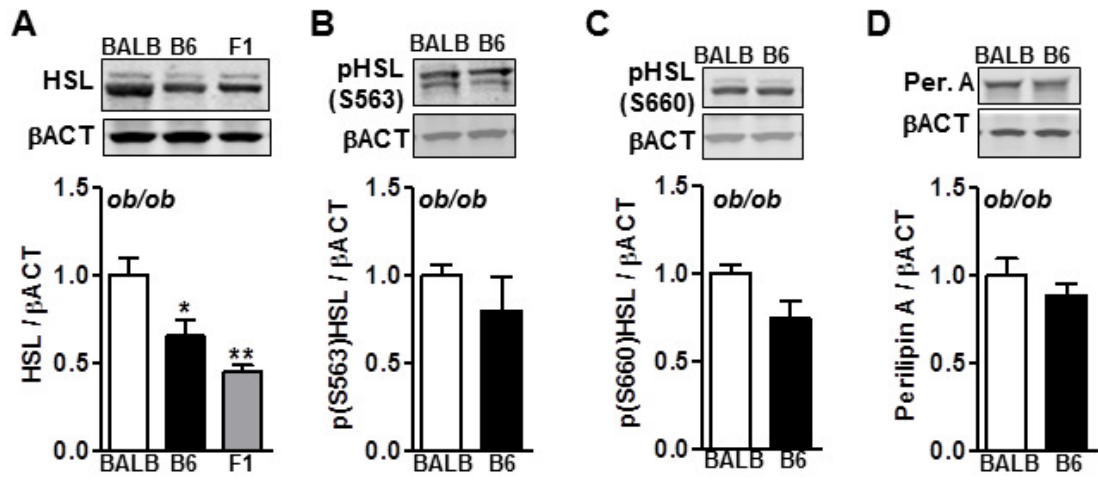 A
BALB B6 F1
HSL
βACT
HSL / βACT
1.5
1.0
0.5
0.0
ob/ob
*
**
BALB B6 F1
B
BALB B6
pHSL
(S563)
βACT
p(S563)HSL / βACT
1.5
1.0
0.5
0.0
ob/ob
BALB B6
C
BALB B6
pHSL
(S660)
βACT
p(S660)HSL / βACT
1.5
1.0
0.5
0.0
ob/ob
BALB B6
D
BALB B6
Per. A
βACT
Perilipin A / βACT
1.5
1.0
0.5
0.0
ob/ob
BALB B6